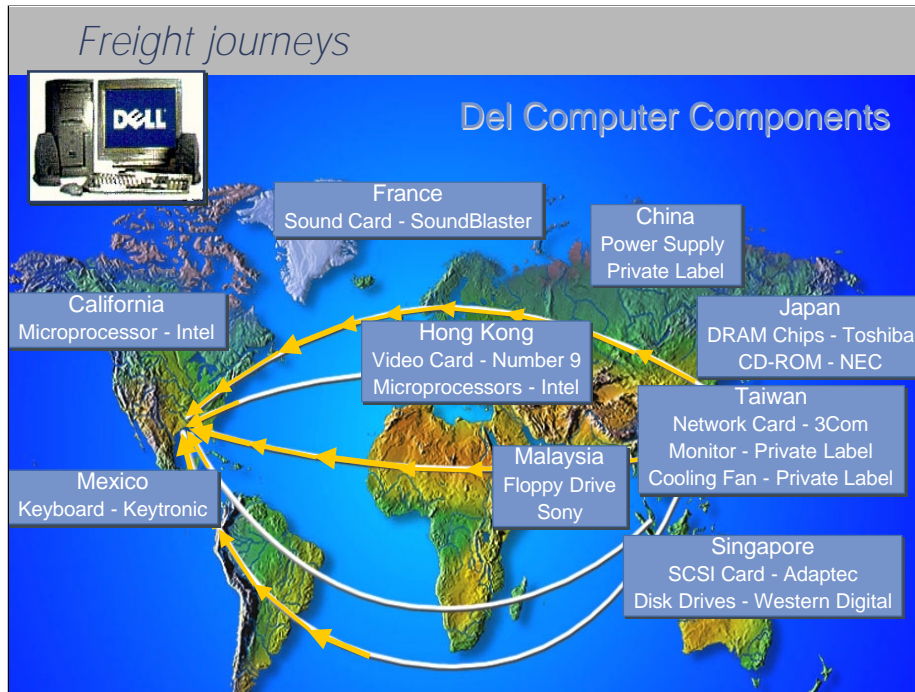 Freight journeys
DELL
Del Computer Components
France
Sound Card - SoundBlaster
China
Power Supply
Private Label
California
Microprocessor - Intel
Hong Kong
Video Card - Number 9
Microprocessors - Intel
Japan
DRAM Chips - Toshiba
CD-ROM - NEC
Taiwan
Network Card - 3Com
Monitor - Private Label
Cooling Fan - Private Label
Malaysia
Floppy Drive
Sony
Mexico
Keyboard - Keytronic
Singapore
SCSI Card - Adaptec
Disk Drives - Western Digital